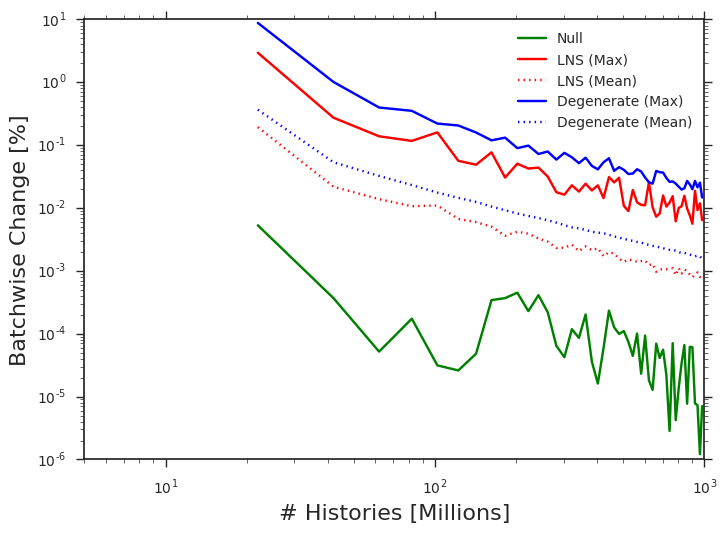 10^1
10^0
10^-1
10^-2
10^-3
10^-4
10^-5
10^-6
Batchwise Change [%]
Null
LNS (Max)
LNS (Mean)
Degenerate (Max)
Degenerate (Mean)
10^1
10^2
10^3
# Histories [Millions]